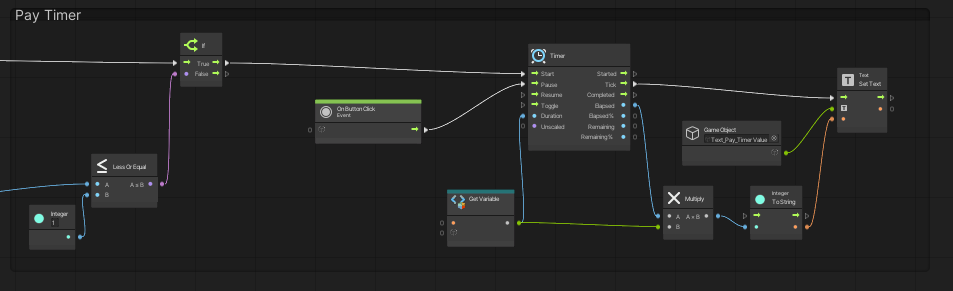 Pay Timer
If
True
False
Timer
Start Started
Pause Tick
Resume Completed
Toggle Elapsed
Duration Elapsed %
Unscaled Remaining
Remaining %
On Button Click
Event
Text
Set Text
T
T
Game Object
Text_Pay_Timer Value
Less Or Equal
A A ≤ B
B
Integer
1
Get Variable
Multiply
A A x B
B
Integer
To String